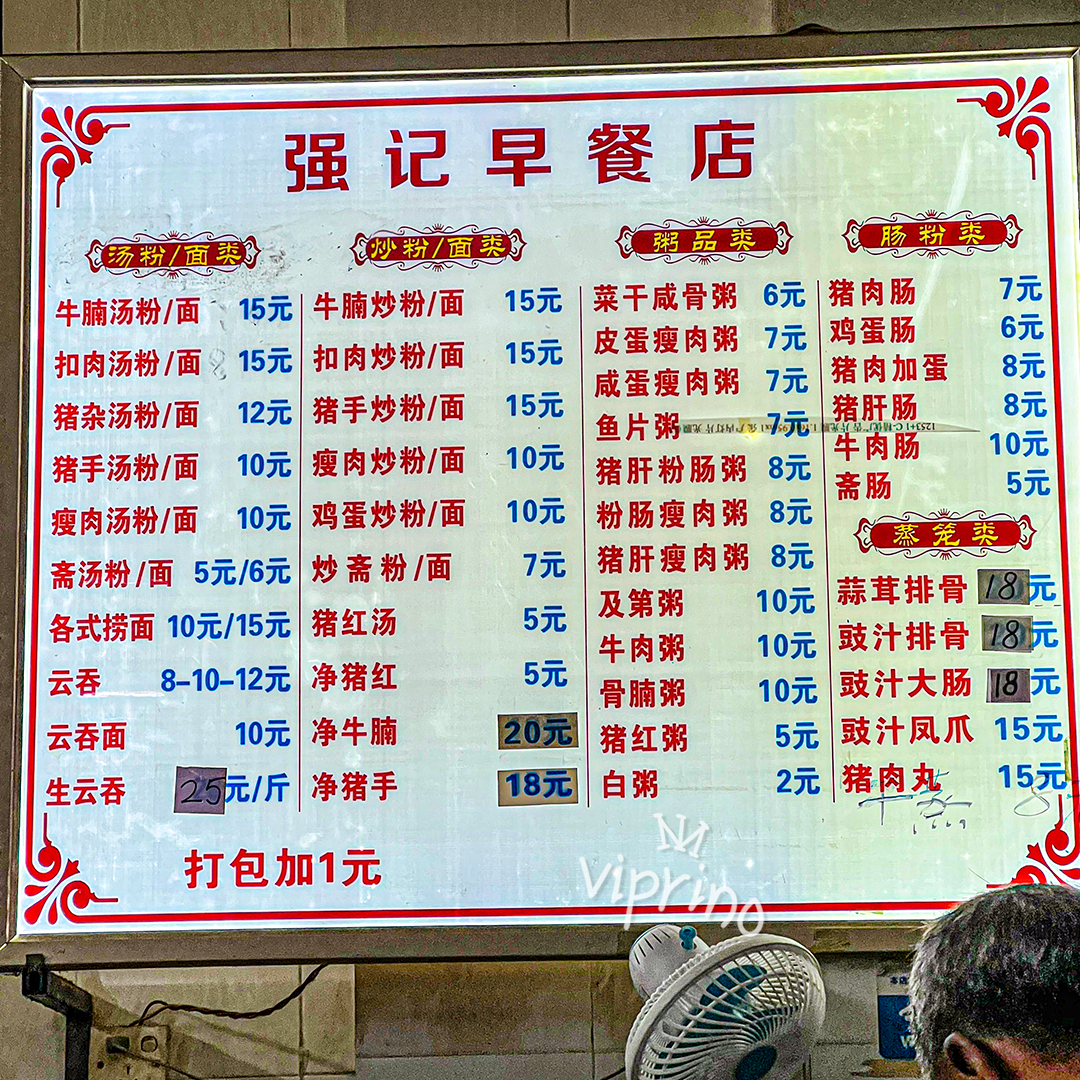 强记早餐店
汤粉/面类
牛腩汤粉/面 15元
扣肉汤粉/面 15元
猪杂汤粉/面 12元
猪手汤粉/面 10元
瘦肉汤粉/面 10元
斋汤粉/面 5元/6元
各式捞面 10元/15元
云吞 8-10-12元
云吞面 10元
生云吞 25元/斤
炒粉/面类
牛腩炒粉/面 15元
扣肉炒粉/面 15元
猪手炒粉/面 15元
瘦肉炒粉/面 10元
鸡蛋炒粉/面 10元
炒斋粉/面 7元
猪红汤 5元
净猪红 5元
净牛腩 20元
净猪手 18元
粥品类
菜干咸骨粥 6元
皮蛋瘦肉粥 7元
咸蛋瘦肉粥 7元
鱼片粥 7元
猪肝粉肠粥 8元
粉肠瘦肉粥 8元
猪肝瘦肉粥 8元
及第粥 10元
牛肉粥 10元
骨腩粥 10元
猪红粥 5元
白粥 2元
肠粉类
猪肉肠 7元
鸡蛋肠 6元
猪肉加蛋 8元
猪肝肠 8元
牛肉肠 10元
斋肠 5元
蒸笼类
蒜茸排骨 18元
豉汁排骨 18元
豉汁大肠 18元
豉汁凤爪 15元
猪肉丸 15元
打包加1元
viprino